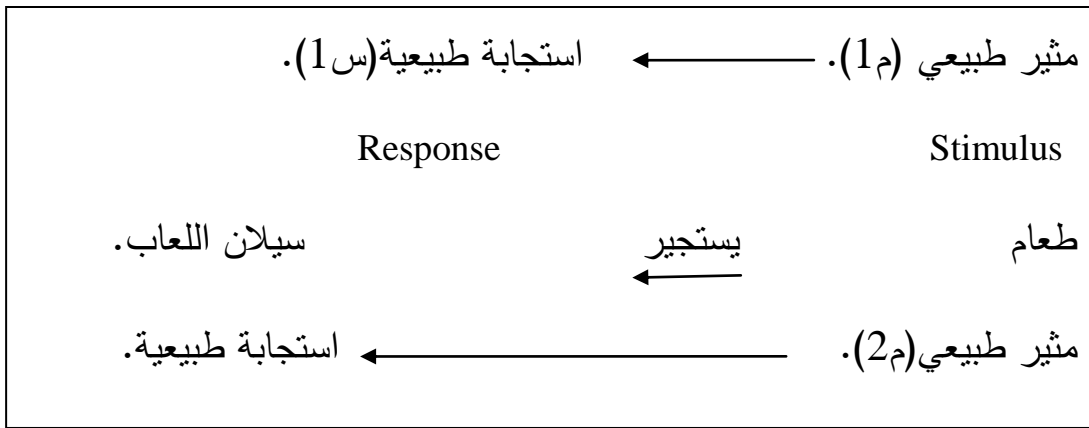 مثير طبيعي (م1). استجابة طبيعية(س1).
Stimulus Response
طعام يستجير سيلان اللعاب.
مثير طبيعي(م2). استجابة طبيعية.